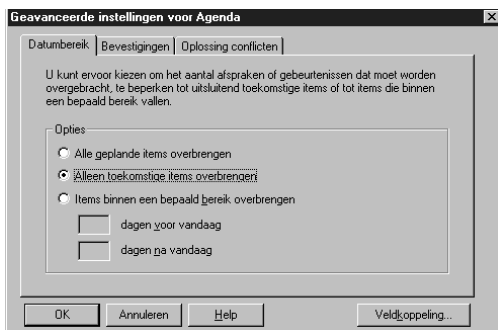 Geavanceerde instellingen voor Agenda
Datumbereik
Bevestigingen
Oplossing conflicten
U kunt ervoor kiezen om het aantal afspraken of gebeurtenissen dat moet worden
overgebracht, te beperken tot uitsluitend toekomstige items of tot items die binnen
een bepaald bereik vallen.
Opties
Alle geplande items overbrengen
Alleen toekomstige items overbrengen
Items binnen een bepaald bereik overbrengen
dagen voor vandaag
dagen na vandaag
OK
Annuleren
Help
Veldkoppeling...